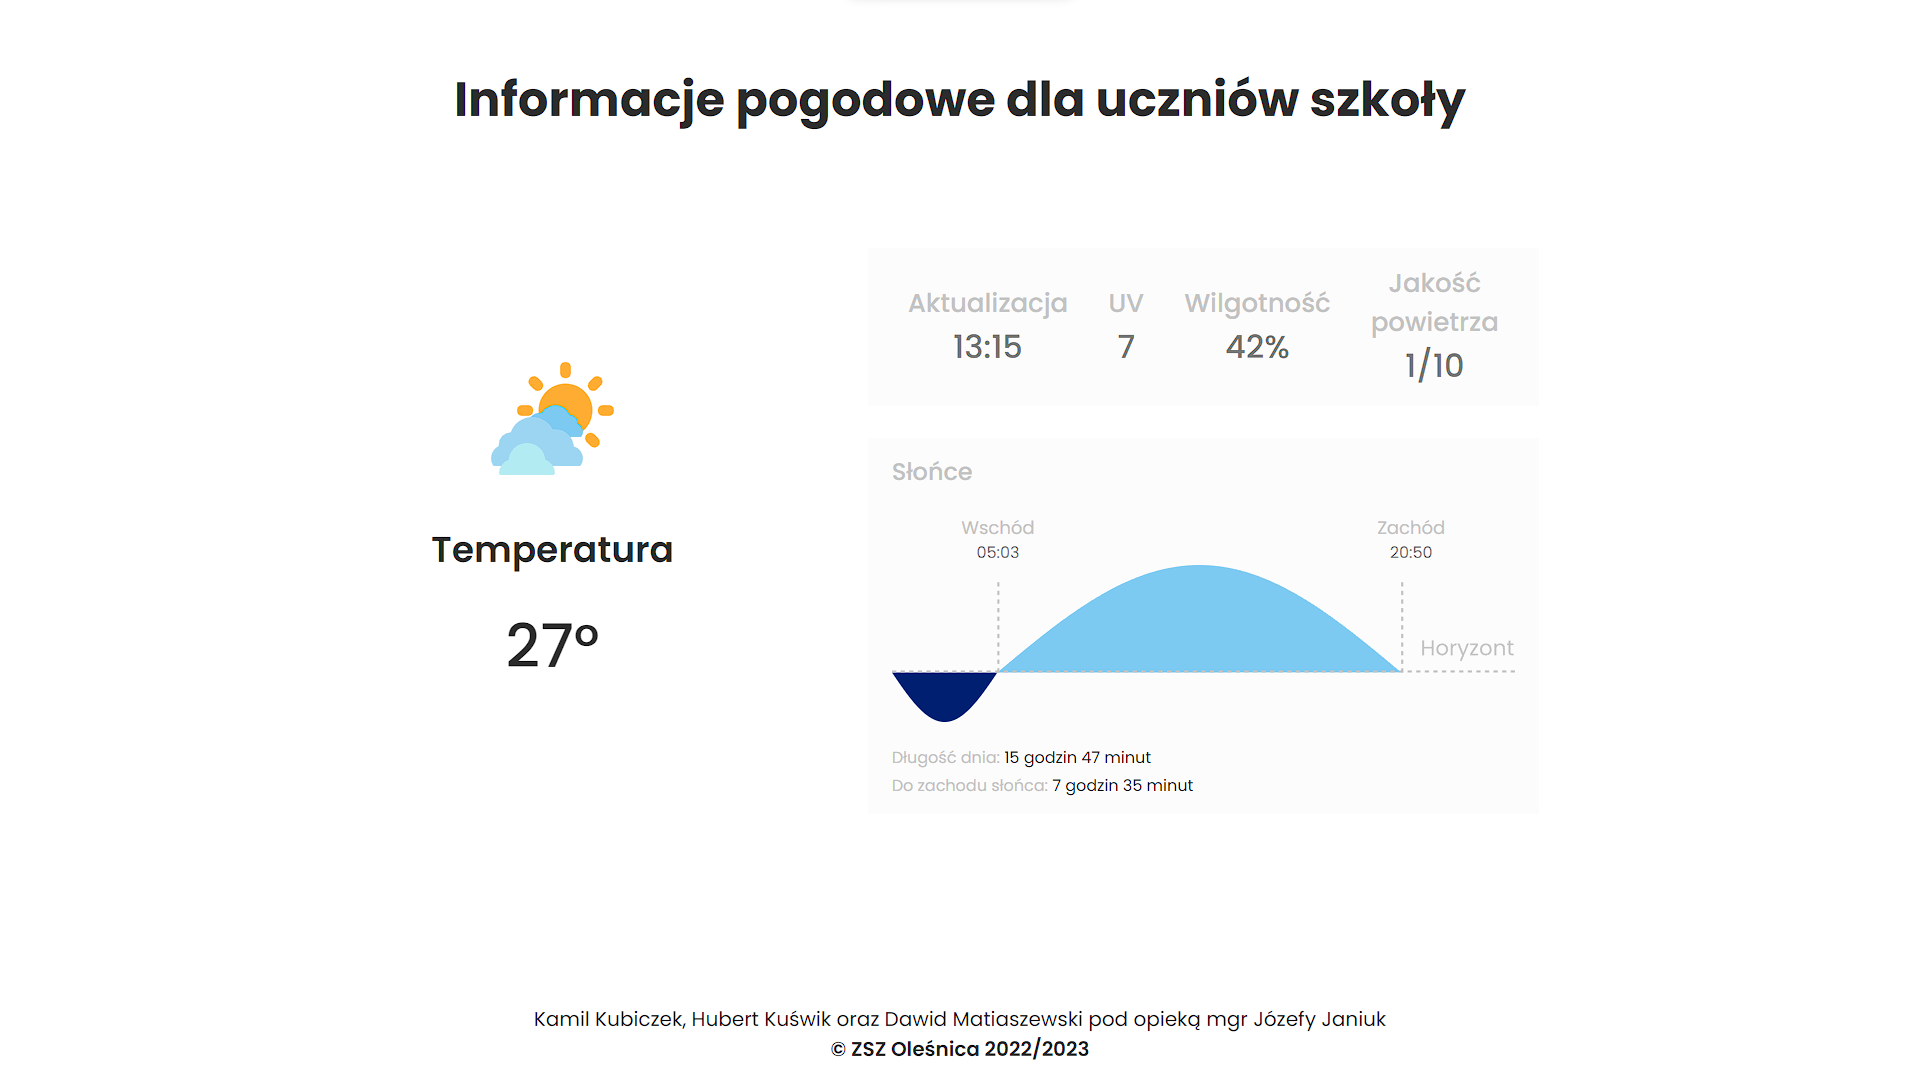 Informacje pogodowe dla uczniów szkoły
Temperatura
27°
Aktualizacja
13:15
UV
7
Wilgotność
42%
Jakość
powietrza
1/10
Słońce
Wschód
05:03
Zachód
20:50
Horyzont
Długość dnia: 15 godzin 47 minut
Do zachodu słońca: 7 godzin 35 minut
Kamil Kubiczek, Hubert Kuświk oraz Dawid Matiaszewski pod opieką mgr Józefy Janiuk
© ZSZ Oleśnica 2022/2023